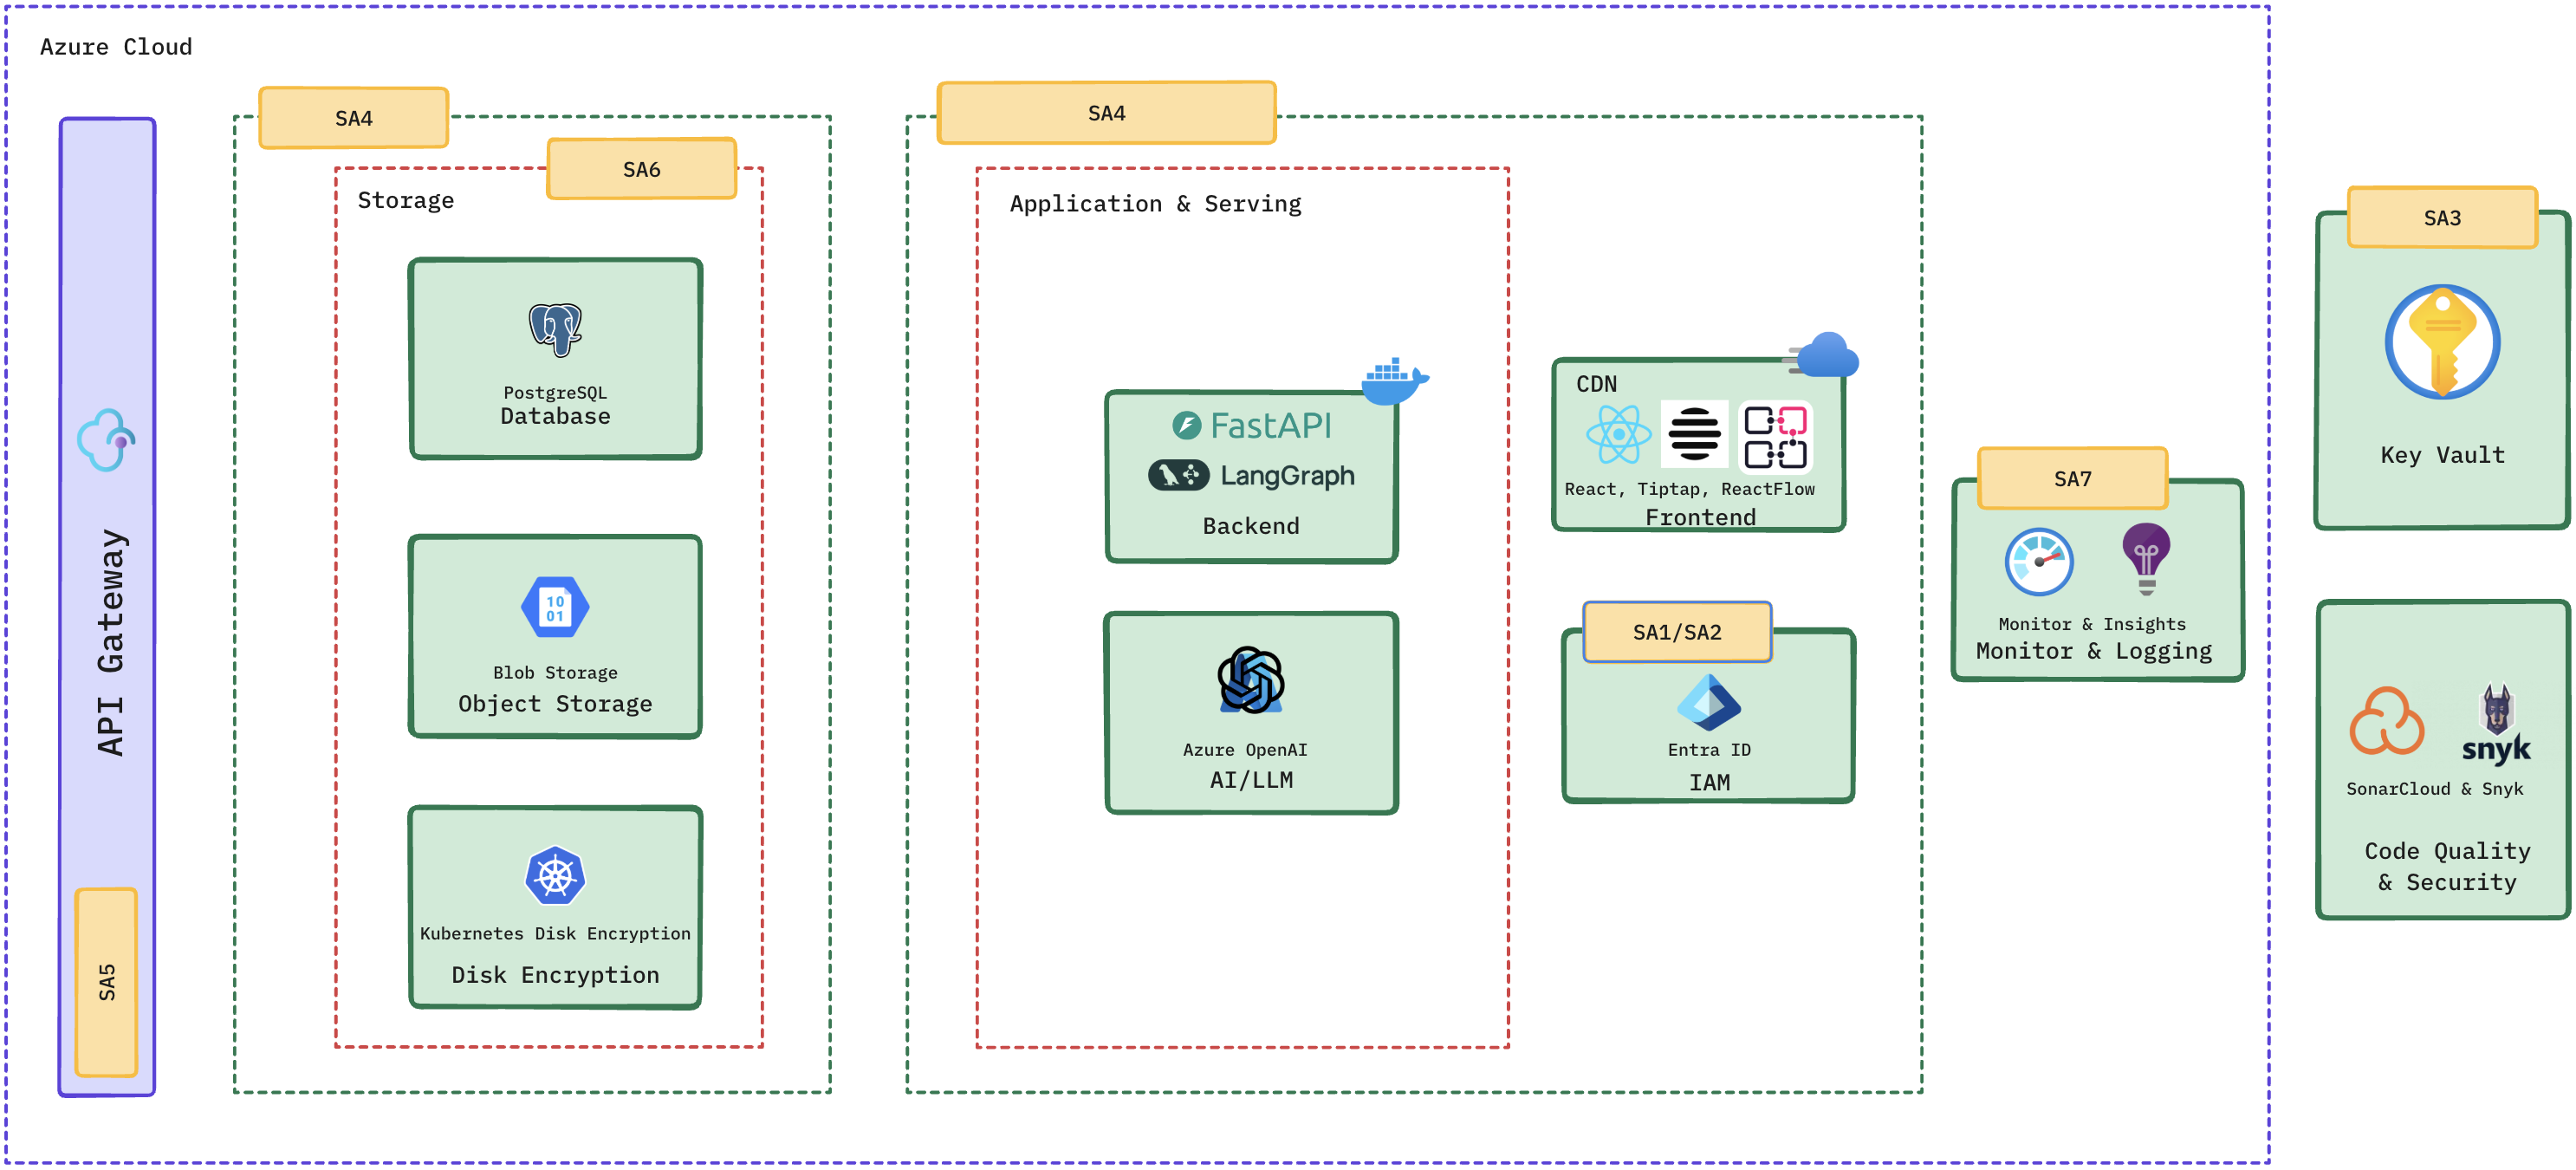 Azure Cloud
API Gateway
SA5
SA4
SA6
Storage
PostgreSQL
Database
10
01
Blob Storage
Object Storage
Kubernetes Disk Encryption
Disk Encryption
SA4
Application & Serving
FastAPI
LangGraph
Backend
Azure OpenAI
AI/LLM
CDN
React, Tiptap, ReactFlow
Frontend
SA1/SA2
Entra ID
IAM
SA7
Monitor & Insights
Monitor & Logging
SA3
Key Vault
snyk
SonarCloud & Snyk
Code Quality
& Security